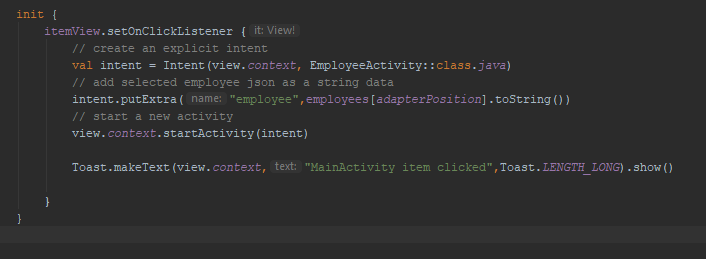 init {
itemView.setOnClickListener { it: View!
// create an explicit intent
val intent = Intent(view.context, EmployeeActivity::class.java)
// add selected employee json as a string data
intent.putExtra( name: "employee",employees[adapterPosition].toString())
// start a new activity
view.context.startActivity(intent)
Toast.makeText(view.context, text: "MainActivity item clicked",Toast.LENGTH_LONG).show()
}
}